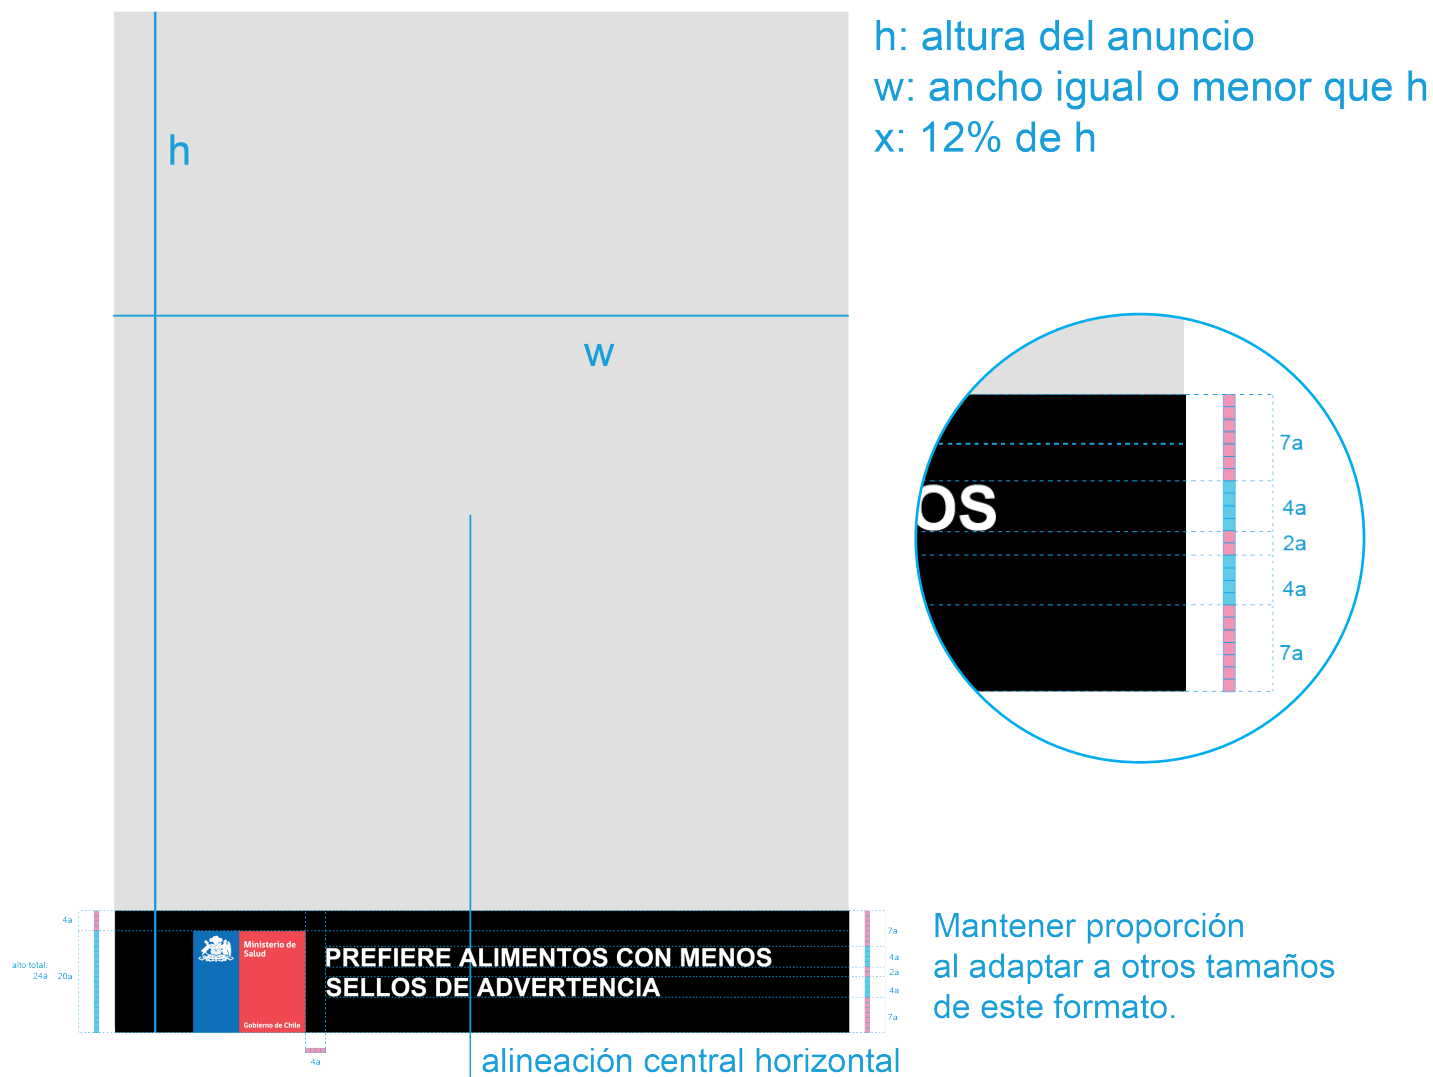 h: altura del anuncio
w: ancho igual o menor que h
x: 12% de h
h
w
7a
4a
2a
4a
7a
OS
4a
alto total:
24a
20a
Ministerio de
Salud
Gobierno de Chile
PREFIERE ALIMENTOS CON MENOS
SELLOS DE ADVERTENCIA
7a
4a
2a
4a
7a
4a
Mantener proporción
al adaptar a otros tamaños
de este formato.
alineación central horizontal